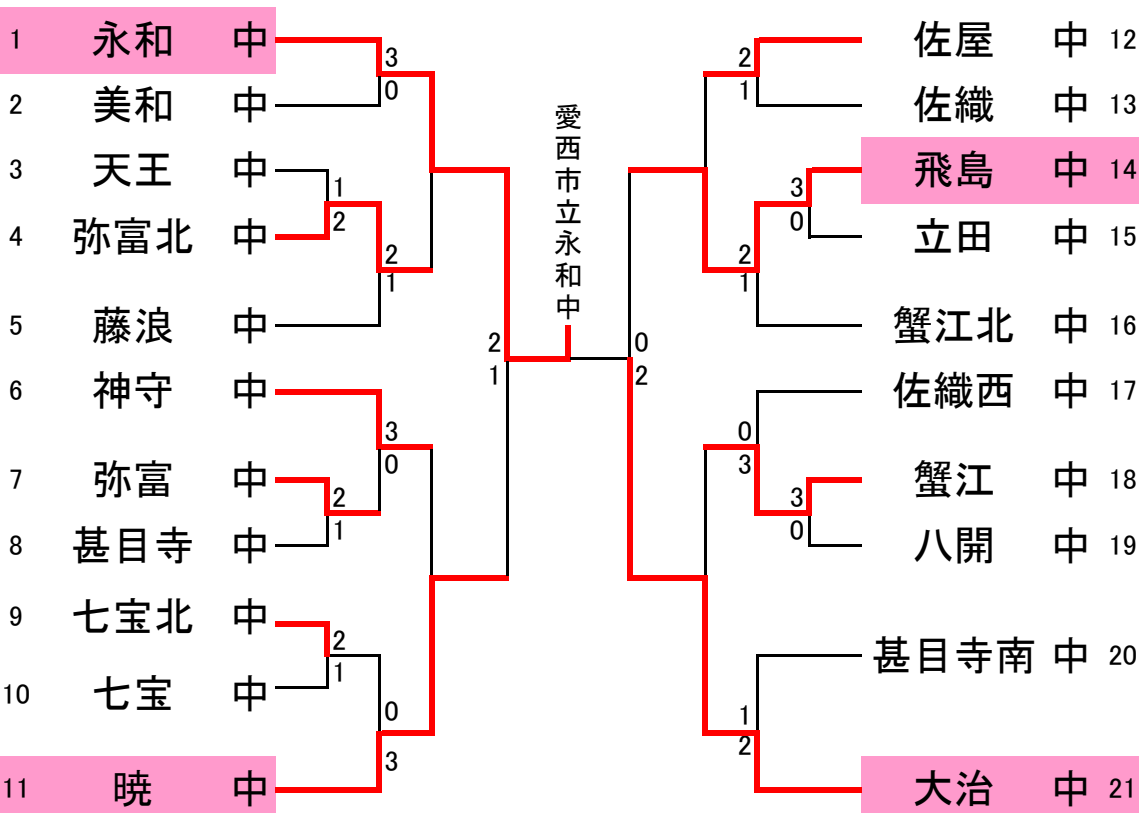 1 永和 中
2 美和 中
3 天王 中
4 弥富北 中
5 藤浪 中
6 神守 中
7 弥富 中
8 甚目寺 中
9 七宝北 中
10 七宝 中
11 暁 中
3
0
1
2
2
1
3
0
2
1
2
1
0
3
2
1
愛西市立永和中
0
2
2
1
3
0
2
1
0
3
3
0
1
2
佐屋 中 12
佐織 中 13
飛島 中 14
立田 中 15
蟹江北 中 16
佐織西 中 17
蟹江 中 18
八開 中 19
甚目寺南 中 20
大治 中 21